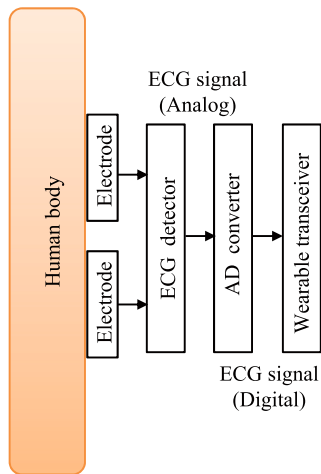 ECG signal
(Analog)
Human body
Electrode
Electrode
ECG detector
AD converter
Wearable transceiver
ECG signal
(Digital)